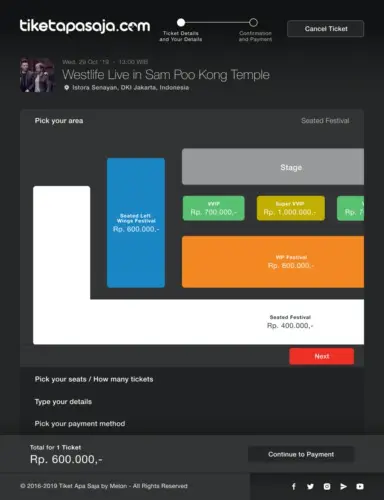 tiketapasaja.com
Ticket Details
and Your Details
Confirmation
and Payment
Cancel Ticket
Wed, 29 Oct '19 - 13:00 WIB
Westlife Live in Sam Poo Kong Temple
Istora Senayan, DKI Jakarta, Indonesia
Pick your area
Seated Festival
Stage
Seated Left
Wings Festival
Rp. 600.000,-
VVIP
Rp. 700.000,-
Super VVIP
Rp. 1.000.000,-
V
Rp. 7
VIP Festival
Rp. 800.000,-
Seated Festival
Rp. 400.000,-
Next
Pick your seats / How many tickets
Type your details
Pick your payment method
Total for 1 Ticket
Rp. 600.000,-
Continue to Payment
© 2016-2019 Tiket Apa Saja by Melon - All Rights Reserved